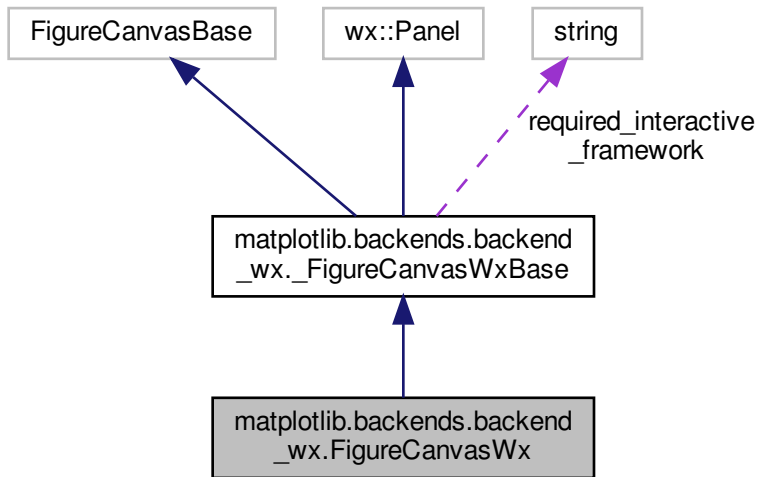 FigureCanvasBase
wx::Panel
string
required_interactive
_framework
matplotlib.backends.backend
_wx._FigureCanvasWxBase
matplotlib.backends.backend
_wx.FigureCanvasWx